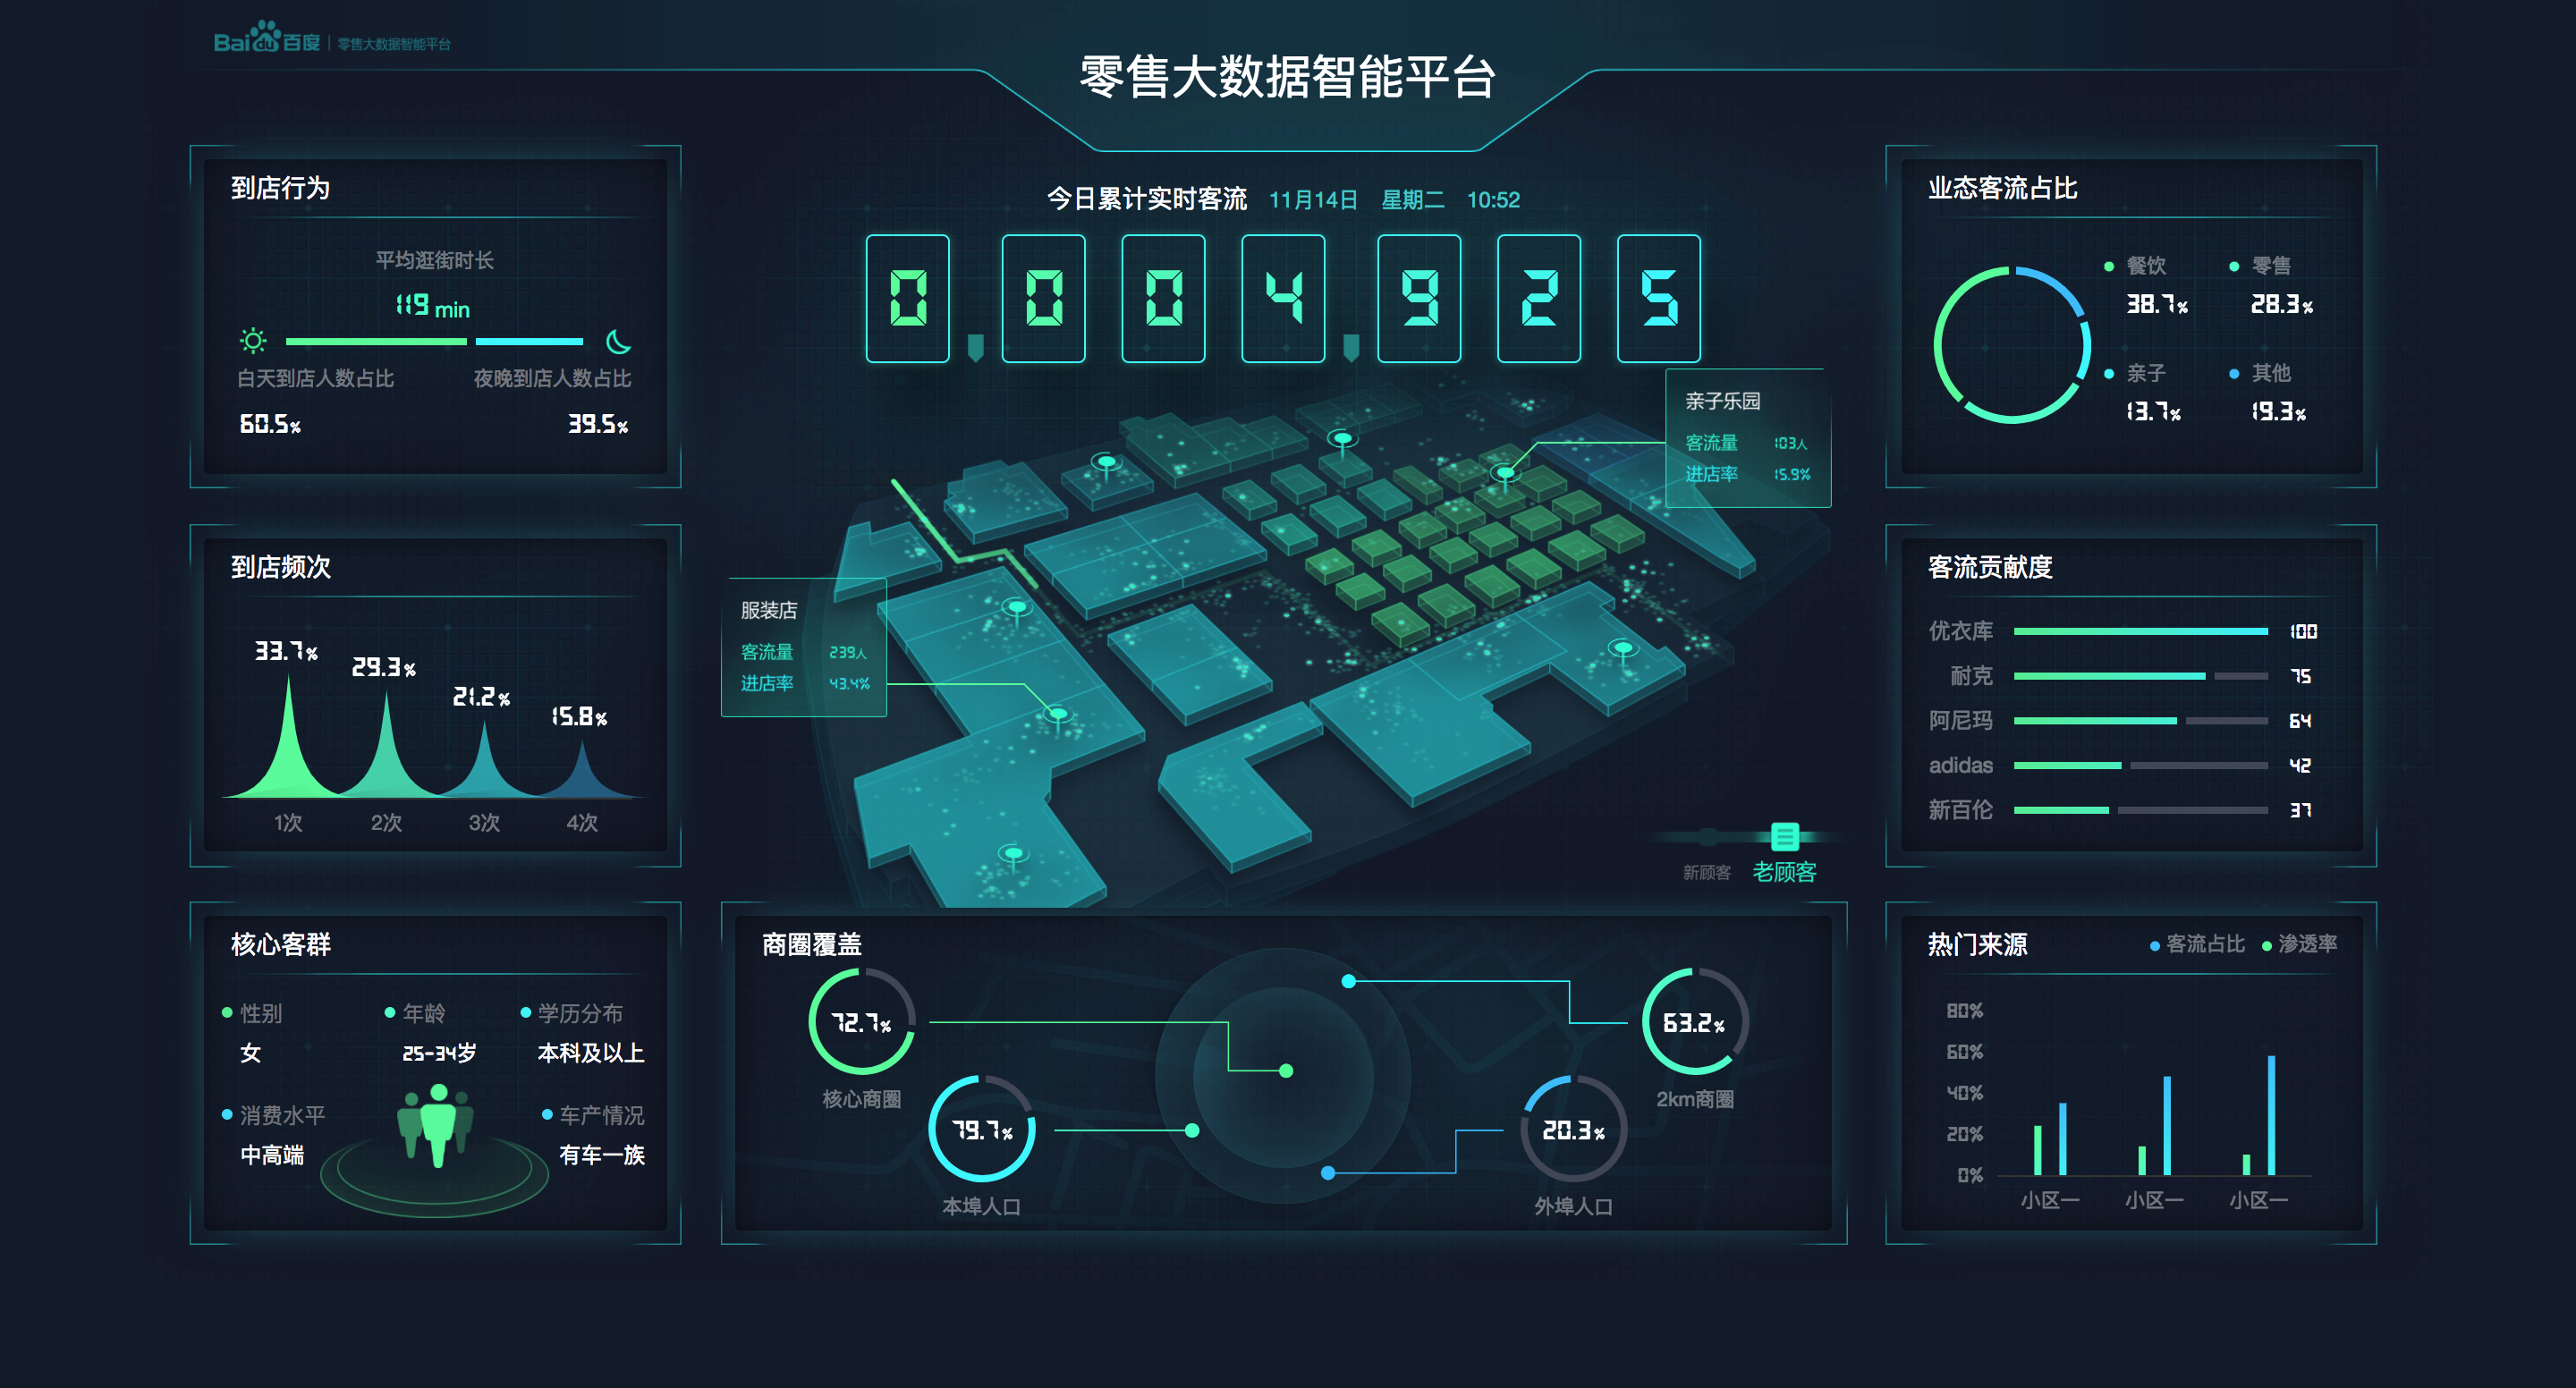 Bai du 百度 | 零售大数据智能平台
零售大数据智能平台
今日累计实时客流 11月14日 星期二 10:52
0,004,925
到店行为
平均逛街时长
119 min
白天到店人数占比 夜晚到店人数占比
60.5% 39.5%
到店频次
33.7% 29.3% 21.2% 15.8%
1次 2次 3次 4次
核心客群
性别 年龄 学历分布
女 25-34岁 本科及以上
消费水平 车产情况
中高端 有车一族
亲子乐园
客流量 103人
进店率 15.9%
服装店
客流量 239人
进店率 43.4%
新顾客 老顾客
商圈覆盖
72.7%
核心商圈
79.7%
本埠人口
63.2%
2km商圈
20.3%
外埠人口
业态客流占比
餐饮 零售
38.7% 28.3%
亲子 其他
13.7% 19.3%
客流贡献度
优衣库 100
耐克 75
阿尼玛 64
adidas 42
新百伦 37
热门来源 客流占比 渗透率
80%
60%
40%
20%
0%
小区一 小区一 小区一